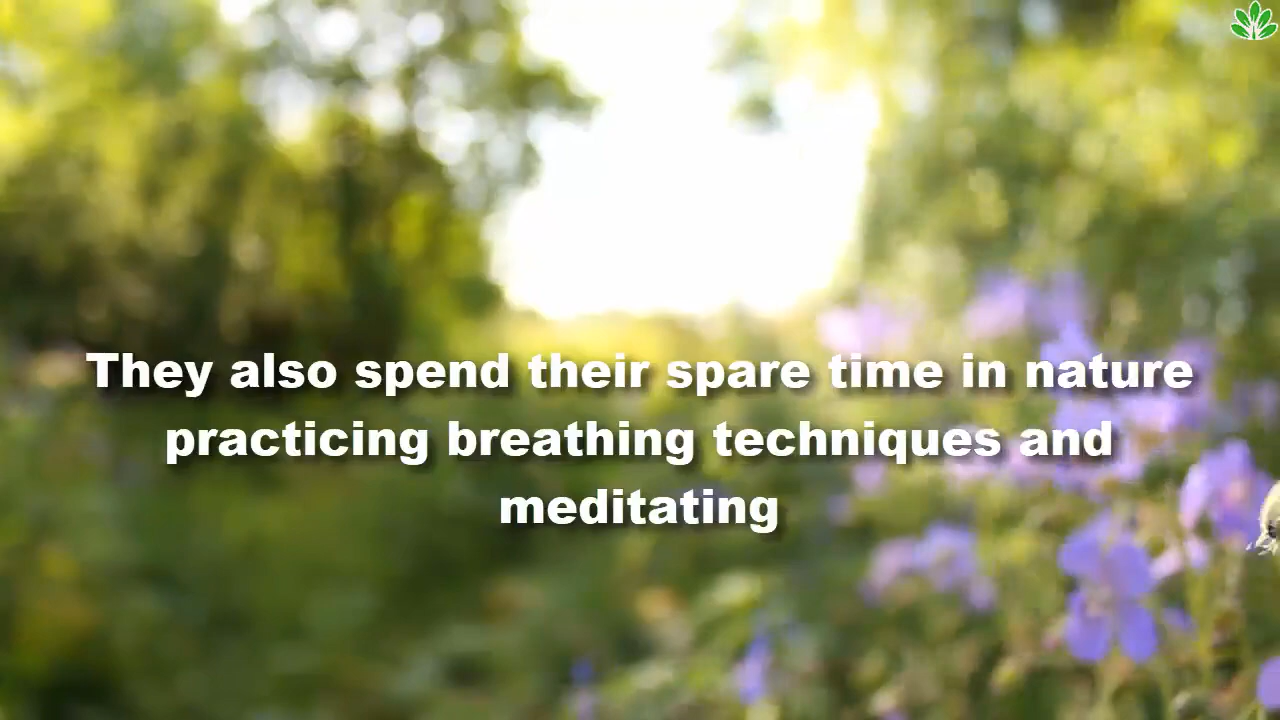 They also spend their spare time in nature
practicing breathing techniques and
meditating